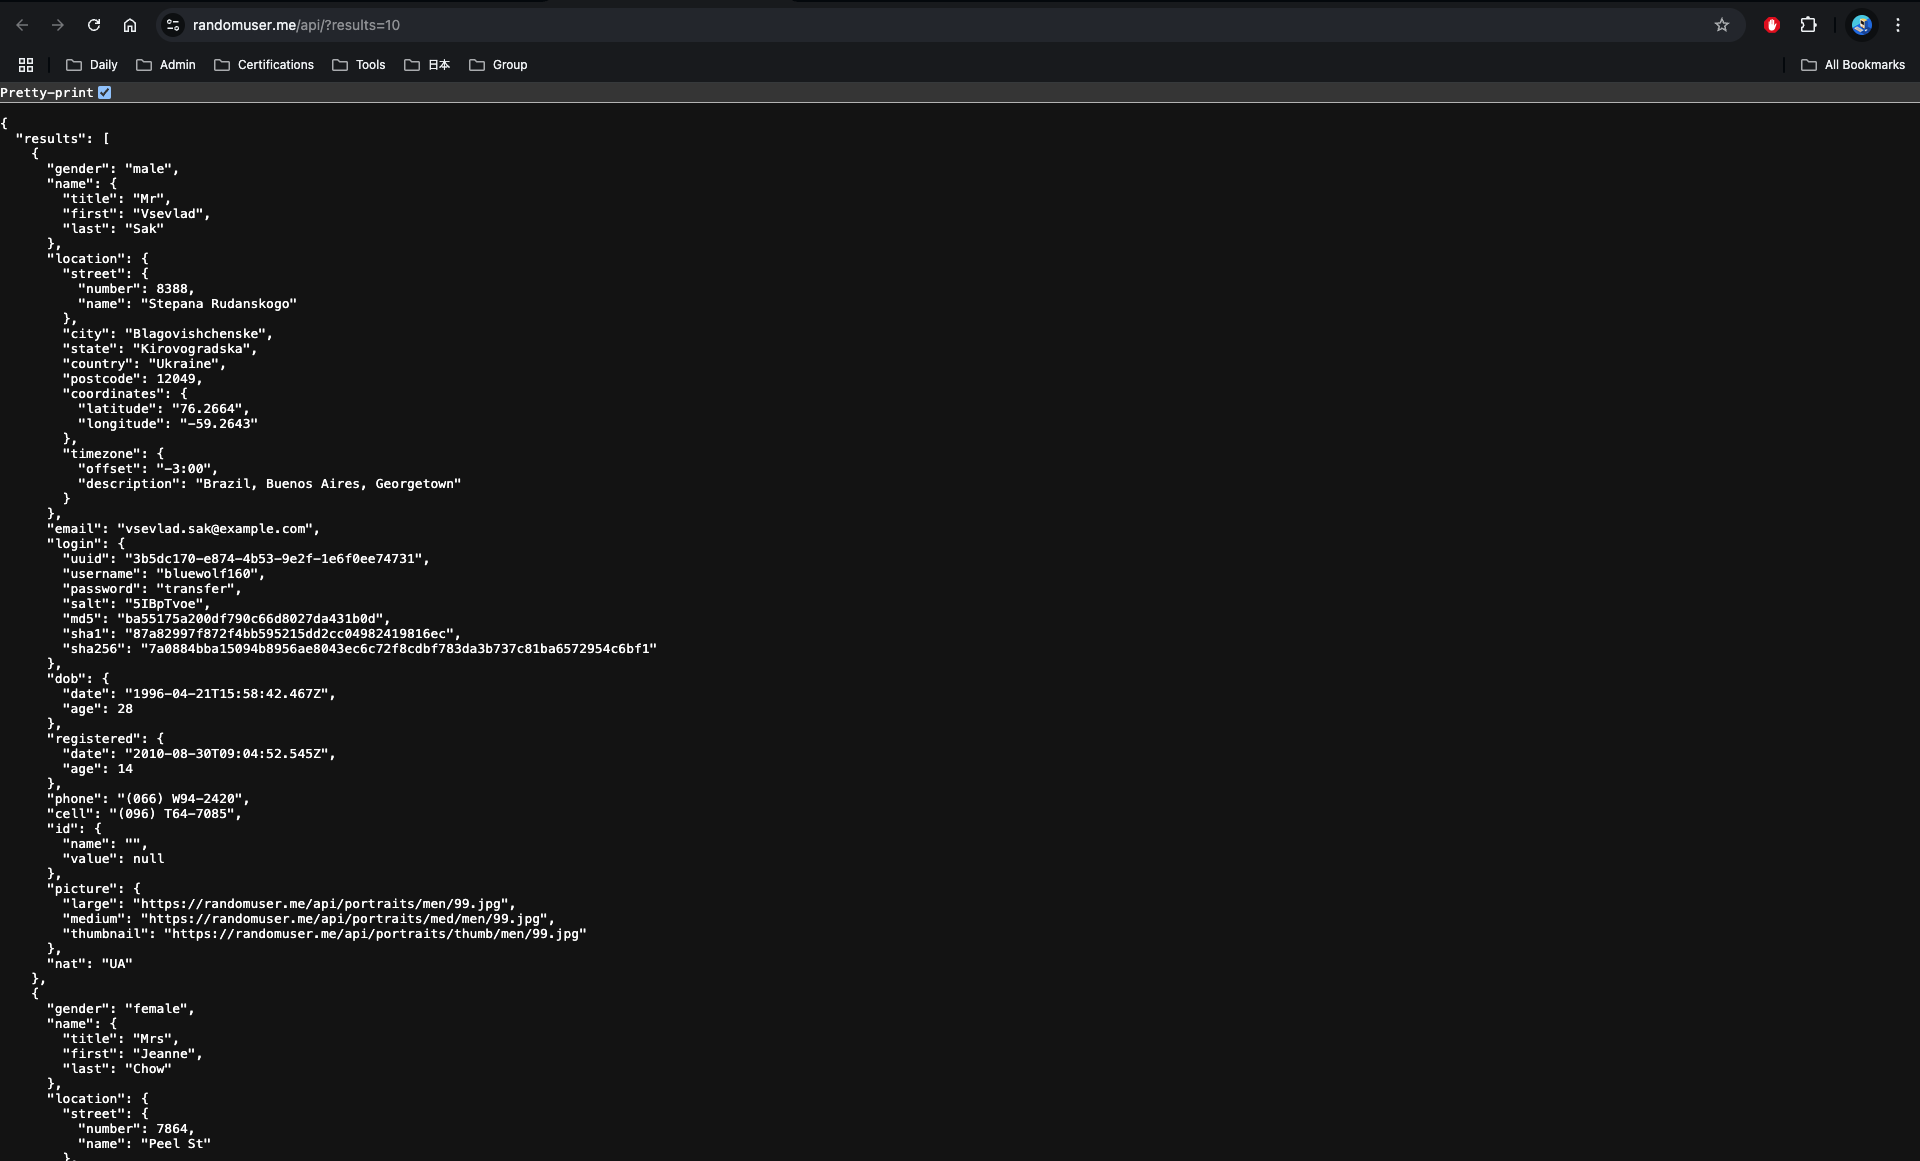 randomuser.me/api/?results=10
Daily Admin Certifications Tools 日本 Group All Bookmarks
Pretty-print
{
  "results": [
    {
      "gender": "male",
      "name": {
        "title": "Mr",
        "first": "Vsevlad",
        "last": "Sak"
      },
      "location": {
        "street": {
          "number": 8388,
          "name": "Stepana Rudanskogo"
        },
        "city": "Blagovishchenske",
        "state": "Kirovogradska",
        "country": "Ukraine",
        "postcode": 12049,
        "coordinates": {
          "latitude": "76.2664",
          "longitude": "-59.2643"
        },
        "timezone": {
          "offset": "-3:00",
          "description": "Brazil, Buenos Aires, Georgetown"
        }
      },
      "email": "vsevlad.sak@example.com",
      "login": {
        "uuid": "3b5dc170-e874-4b53-9e2f-1e6f0ee74731",
        "username": "bluewolf160",
        "password": "transfer",
        "salt": "5IBpTvoe",
        "md5": "ba55175a200df790c66d8027da431b0d",
        "sha1": "87a82997f872f4bb595215dd2cc04982419816ec",
        "sha256": "7a0884bba15094b8956ae8043ec6c72f8cdbf783da3b737c81ba6572954c6bf1"
      },
      "dob": {
        "date": "1996-04-21T15:58:42.467Z",
        "age": 28
      },
      "registered": {
        "date": "2010-08-30T09:04:52.545Z",
        "age": 14
      },
      "phone": "(066) W94-2420",
      "cell": "(096) T64-7085",
      "id": {
        "name": "",
        "value": null
      },
      "picture": {
        "large": "https://randomuser.me/api/portraits/men/99.jpg",
        "medium": "https://randomuser.me/api/portraits/med/men/99.jpg",
        "thumbnail": "https://randomuser.me/api/portraits/thumb/men/99.jpg"
      },
      "nat": "UA"
    },
    {
      "gender": "female",
      "name": {
        "title": "Mrs",
        "first": "Jeanne",
        "last": "Chow"
      },
      "location": {
        "street": {
          "number": 7864,
          "name": "Peel St"
        },